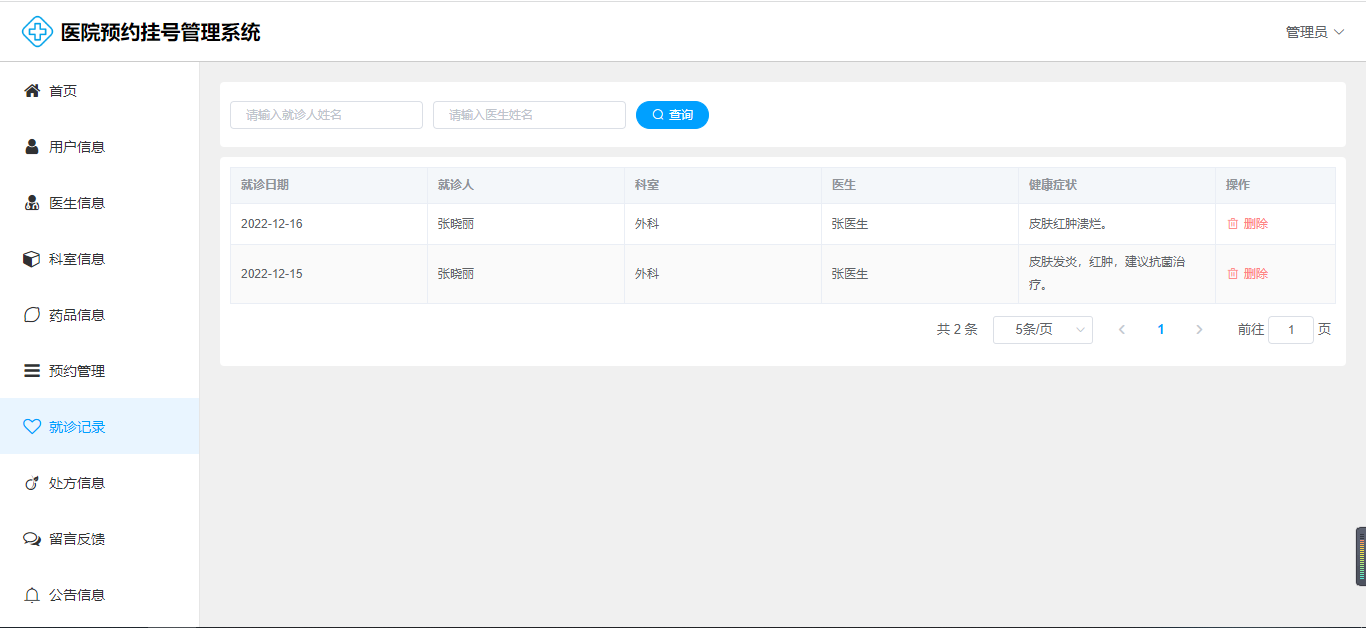 医院预约挂号管理系统
管理员
首页
用户信息
医生信息
科室信息
药品信息
预约管理
就诊记录
处方信息
留言反馈
公告信息
请输入就诊人姓名 请输入医生姓名 查询
就诊日期 就诊人 科室 医生 健康症状 操作
2022-12-16 张晓丽 外科 张医生 皮肤红肿溃烂。 删除
2022-12-15 张晓丽 外科 张医生 皮肤发炎，红肿，建议抗菌治
疗。 删除
共 2 条 5条/页 1 前往 1 页